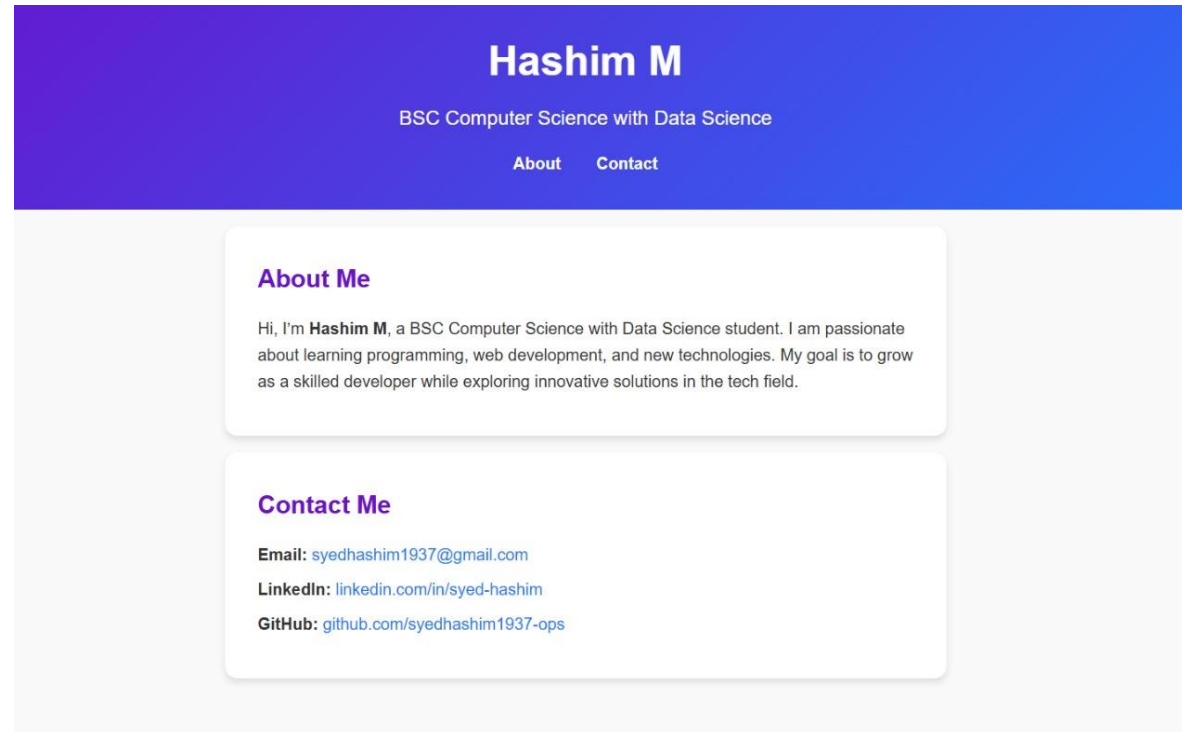 Hashim M
BSC Computer Science with Data Science
About Contact
About Me
Hi, I’m Hashim M, a BSC Computer Science with Data Science student. I am passionate
about learning programming, web development, and new technologies. My goal is to grow
as a skilled developer while exploring innovative solutions in the tech field.
Contact Me
Email: syedhashim1937@gmail.com
LinkedIn: linkedin.com/in/syed-hashim
GitHub: github.com/syedhashim1937-ops